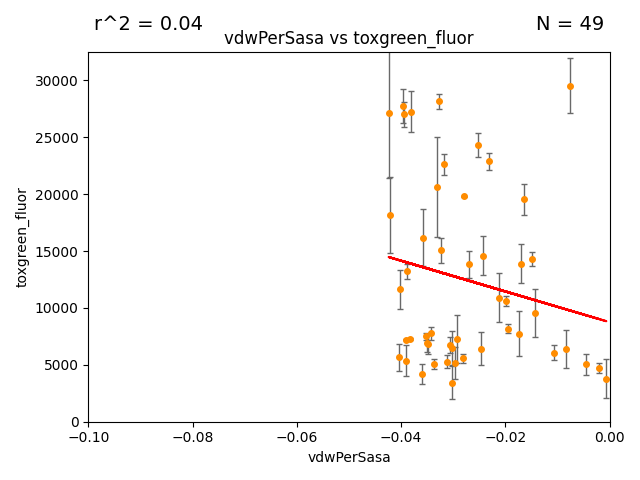 r^2 = 0.04
N = 49
vdwPerSasa vs toxgreen_fluor
30000
25000
20000
15000
10000
5000
0
toxgreen_fluor
−0.10
−0.08
−0.06
−0.04
−0.02
0.00
vdwPerSasa